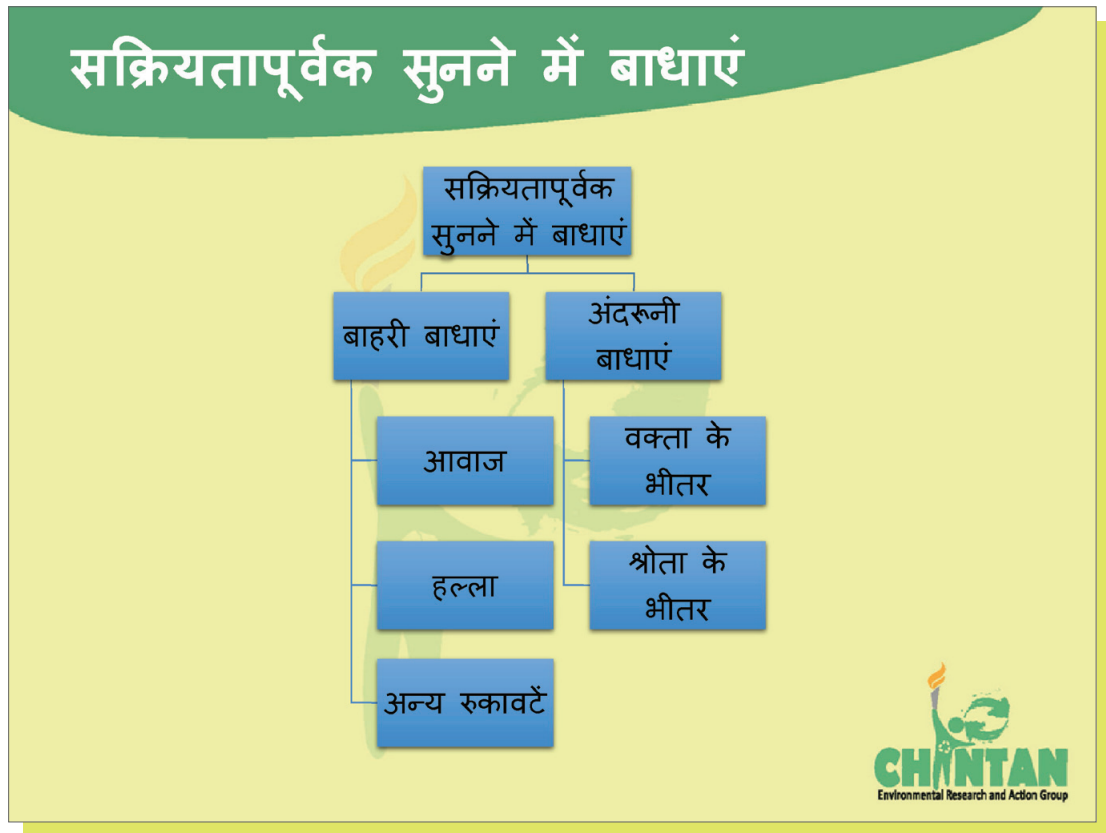 सक्रियतापूर्वक सुनने में बाधाएं
सक्रियतापूर्वक
सुनने में बाधाएं
बाहरी बाधाएं
अंदरूनी
बाधाएं
आवाज
वक्ता के
भीतर
हल्ला
श्रोता के
भीतर
अन्य रुकावटें
CHINTAN
Environmental Research and Action Group